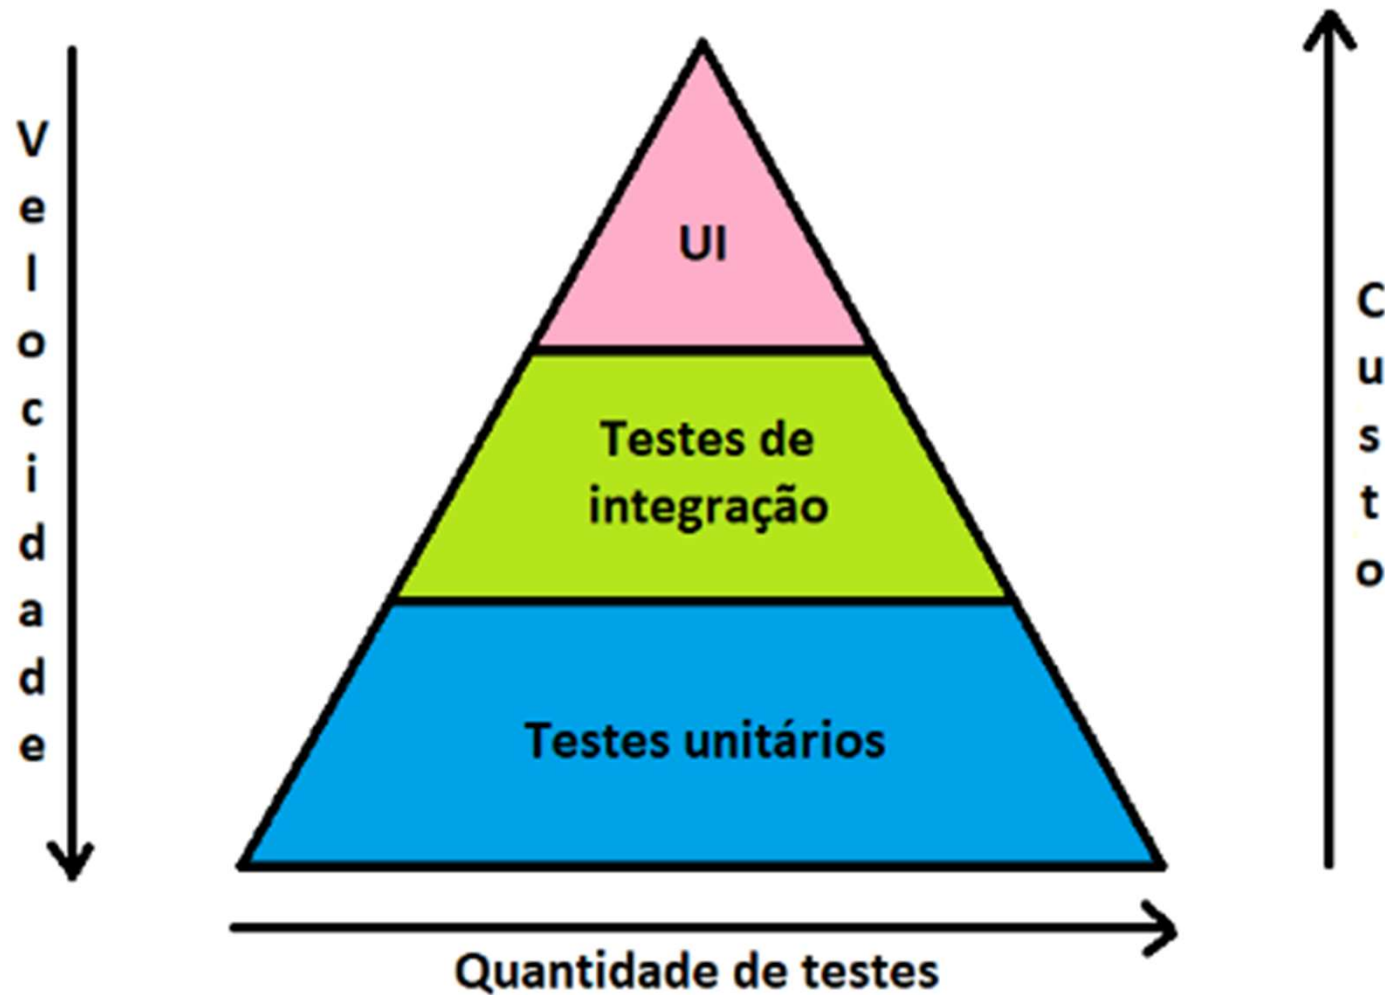 Velocidade
UI
Custo
Testes de
integração
Testes unitários
Quantidade de testes